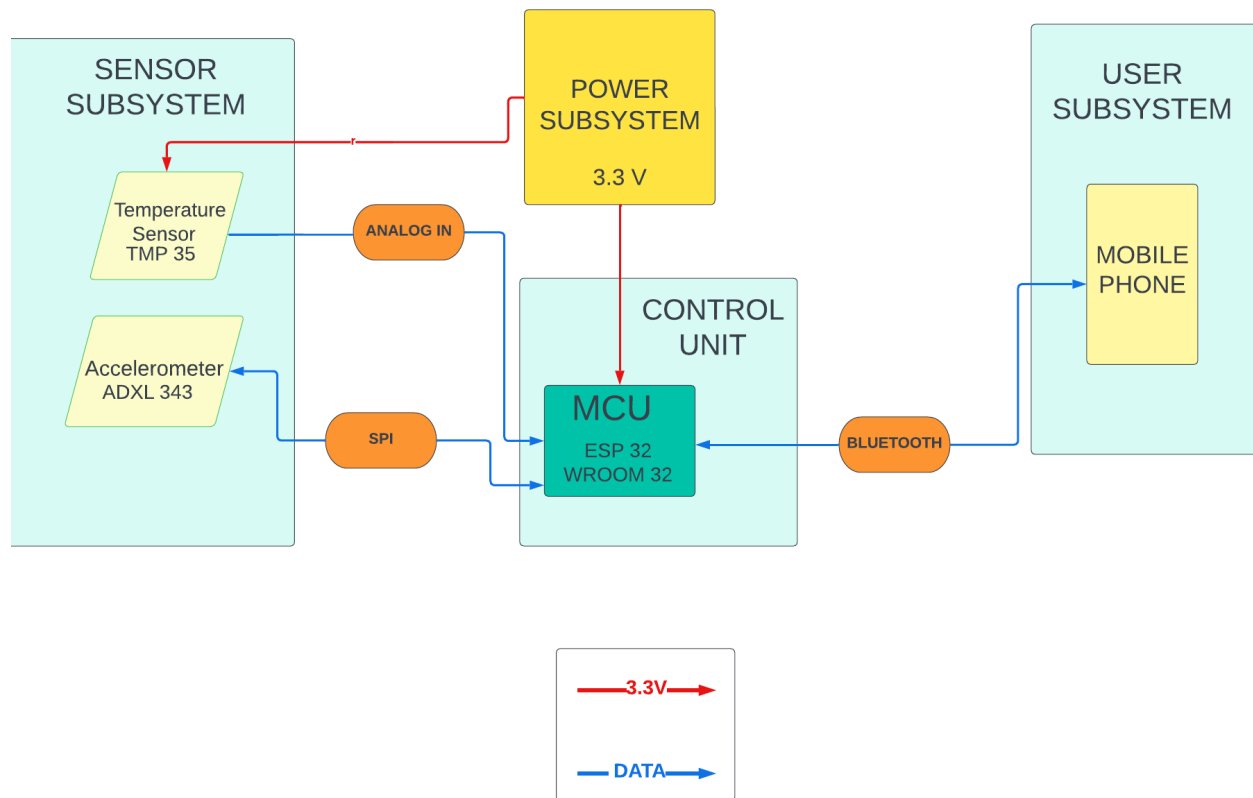 SENSOR
SUBSYSTEM
r
Temperature
Sensor
TMP 35
Accelerometer
ADXL 343
ANALOG IN
SPI
POWER
SUBSYSTEM
3.3 V
CONTROL
UNIT
MCU
ESP 32
WROOM 32
BLUETOOTH
USER
SUBSYSTEM
MOBILE
PHONE
3.3V
DATA